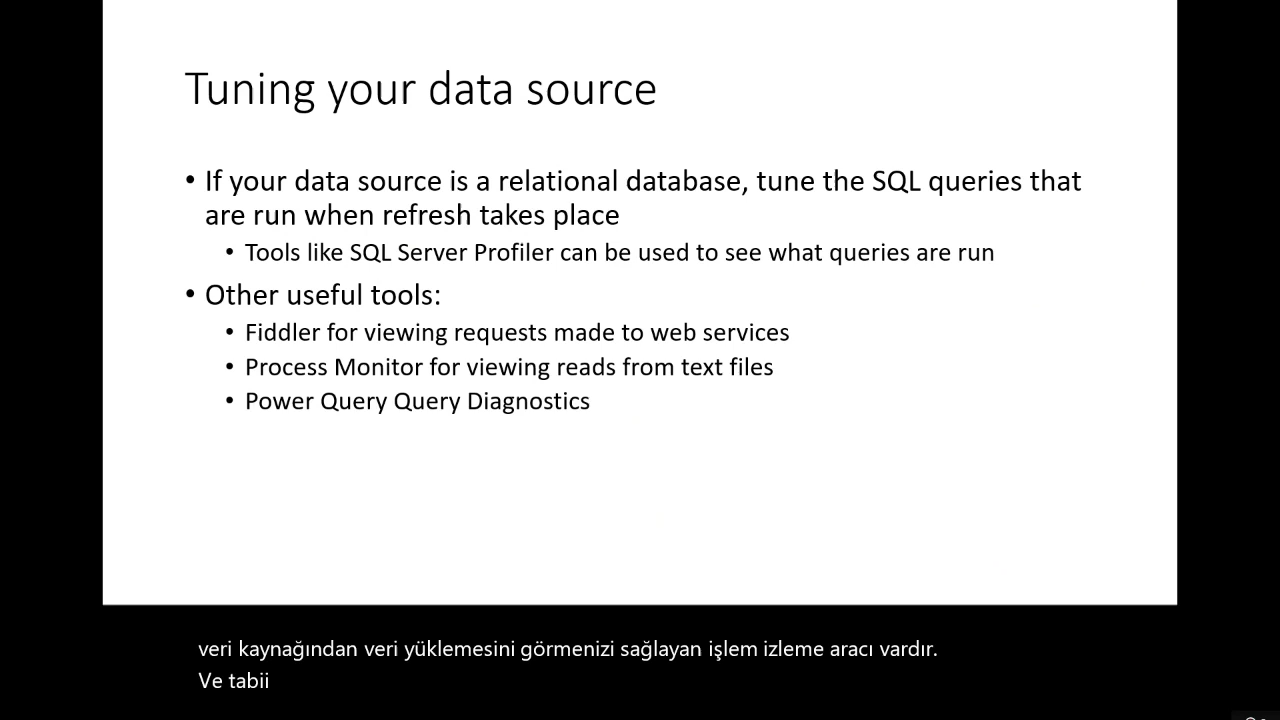 Tuning your data source
• If your data source is a relational database, tune the SQL queries that
are run when refresh takes place
• Tools like SQL Server Profiler can be used to see what queries are run
• Other useful tools:
• Fiddler for viewing requests made to web services
• Process Monitor for viewing reads from text files
• Power Query Query Diagnostics
veri kaynağından veri yüklemesini görmenizi sağlayan işlem izleme aracı vardır.
Ve tabii